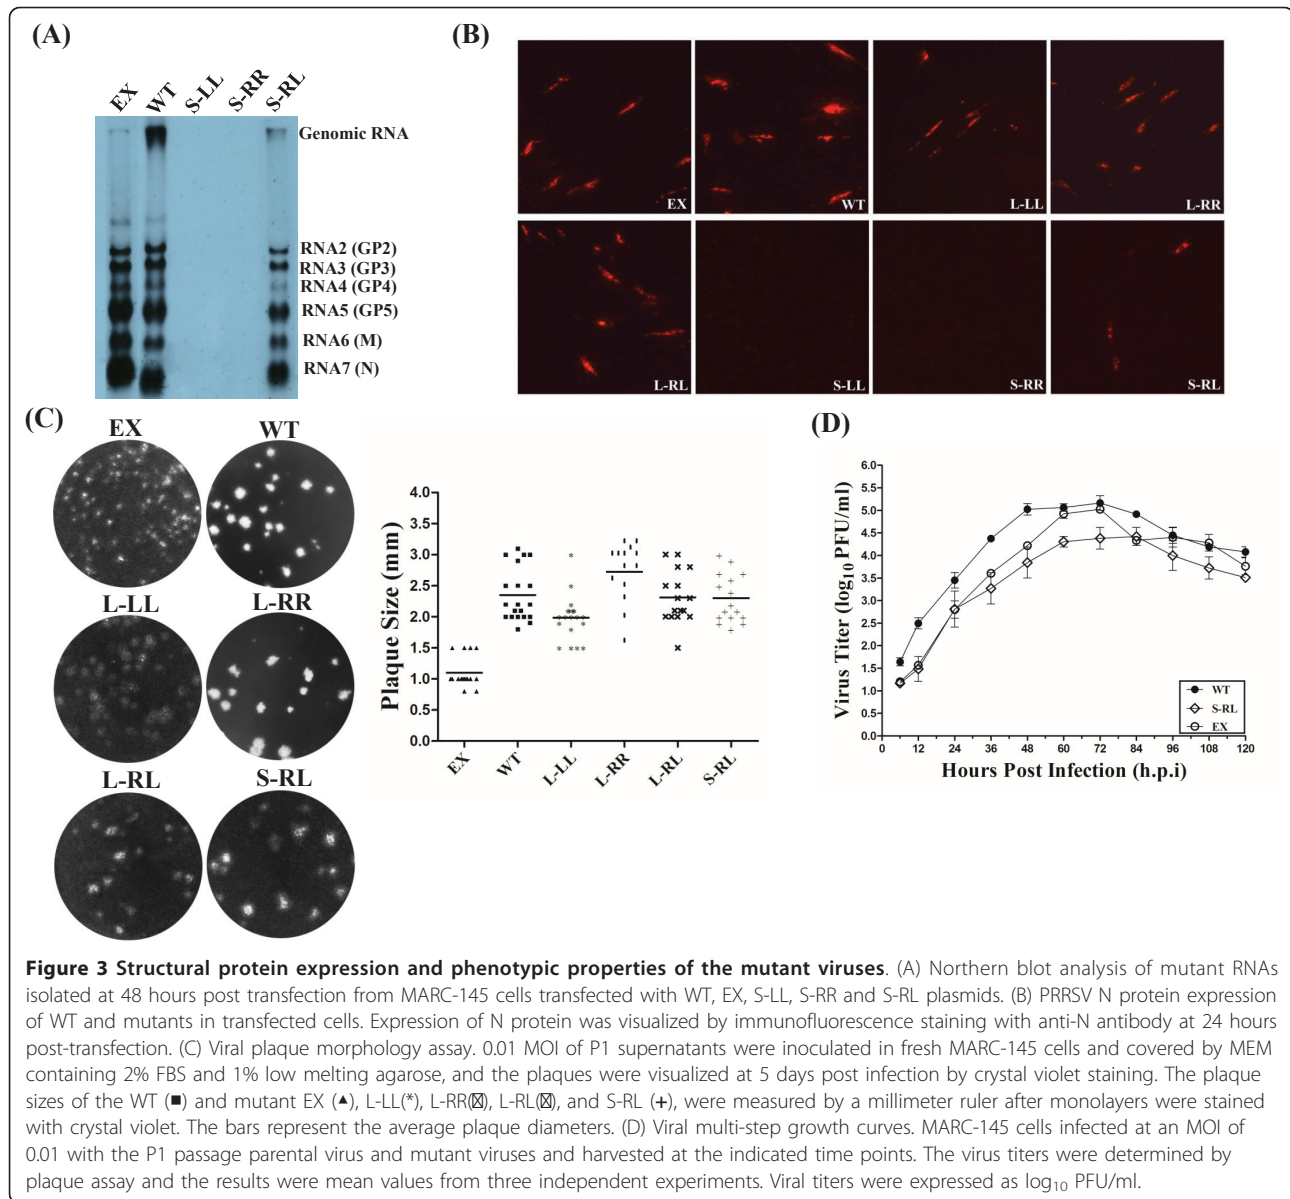 (A)
EX
WT
S-LL
S-RR
S-RL
Genomic RNA
RNA2 (GP2)
RNA3 (GP3)
RNA4 (GP4)
RNA5 (GP5)
RNA6 (M)
RNA7 (N)
(B)
EX
WT
L-LL
L-RR
L-RL
S-LL
S-RR
S-RL
(C)
EX
WT
L-LL
L-RR
L-RL
S-RL
Plaque Size (mm)
4.0
3.5
3.0
2.5
2.0
1.5
1.0
0.5
0.0
EX
WT
L-LL
L-RR
L-RL
S-RL
(D)
Virus Titer (log10 PFU/ml)
6.0
5.5
5.0
4.5
4.0
3.5
3.0
2.5
2.0
1.5
1.0
0.5
0.0
0 12 24 36 48 60 72 84 96 108 120
Hours Post Infection (h.p.i)
WT
S-RL
EX
Figure 3 Structural protein expression and phenotypic properties of the mutant viruses. (A) Northern blot analysis of mutant RNAs
isolated at 48 hours post transfection from MARC-145 cells transfected with WT, EX, S-LL, S-RR and S-RL plasmids. (B) PRRSV N protein expression
of WT and mutants in transfected cells. Expression of N protein was visualized by immunofluorescence staining with anti-N antibody at 24 hours
post-transfection. (C) Viral plaque morphology assay. 0.01 MOI of P1 supernatants were inoculated in fresh MARC-145 cells and covered by MEM
containing 2% FBS and 1% low melting agarose, and the plaques were visualized at 5 days post infection by crystal violet staining. The plaque
sizes of the WT (■) and mutant EX (▲), L-LL(*), L-RR(☒), L-RL(☒), and S-RL (+), were measured by a millimeter ruler after monolayers were stained
with crystal violet. The bars represent the average plaque diameters. (D) Viral multi-step growth curves. MARC-145 cells infected at an MOI of
0.01 with the P1 passage parental virus and mutant viruses and harvested at the indicated time points. The virus titers were determined by
plaque assay and the results were mean values from three independent experiments. Viral titers were expressed as log10 PFU/ml.